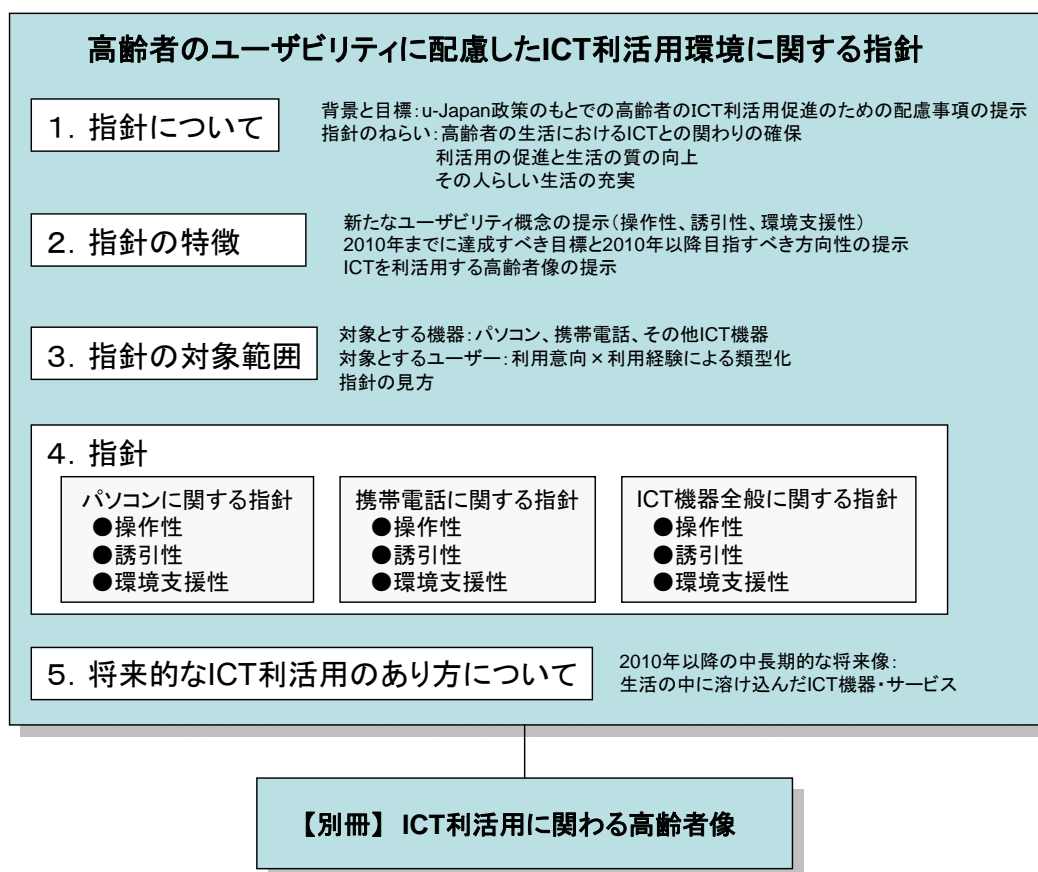 高齢者のユーザビリティに配慮したICT利活用環境に関する指針
１．指針について
背景と目標：u-Japan政策のもとでの高齢者のICT利活用促進のための配慮事項の提示
指針のねらい：高齢者の生活におけるICTとの関わりの確保
利活用の促進と生活の質の向上
その人らしい生活の充実
２．指針の特徴
新たなユーザビリティ概念の提示（操作性、誘引性、環境支援性）
2010年までに達成すべき目標と2010年以降目指すべき方向性の提示
ICTを利活用する高齢者像の提示
３．指針の対象範囲
対象とする機器：パソコン、携帯電話、その他ICT機器
対象とするユーザー：利用意向×利用経験による類型化
指針の見方
４．指針
パソコンに関する指針
●操作性
●誘引性
●環境支援性
携帯電話に関する指針
●操作性
●誘引性
●環境支援性
ICT機器全般に関する指針
●操作性
●誘引性
●環境支援性
５．将来的なICT利活用のあり方について
2010年以降の中長期的な将来像：
生活の中に溶け込んだICT機器・サービス
【別冊】 ICT利活用に関わる高齢者像